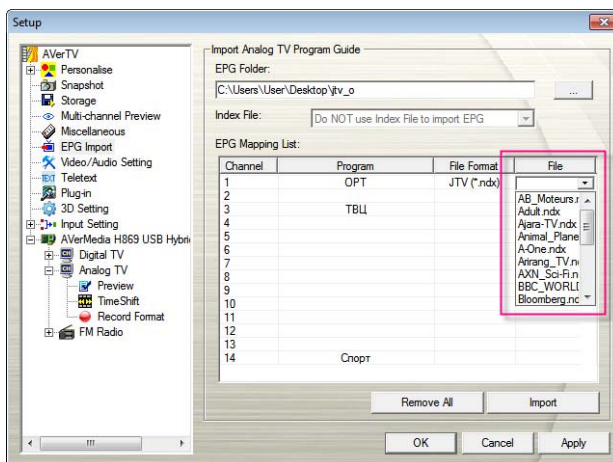 Setup
AVerTV
Personalise
Snapshot
Storage
Multi-channel Preview
Miscellaneous
EPG Import
Video/Audio Setting
TEXT Teletext
Plug-in
3D Setting
Input Setting
AVerMedia H869 USB Hybri
Digital TV
Analog TV
Preview
TimeShift
Record Format
FM Radio
Import Analog TV Program Guide
EPG Folder:
C:\Users\User\Desktop\jtv_o
...
Index File:
Do NOT use Index File to import EPG
EPG Mapping List:
Channel Program File Format File
1 ОРТ JTV (*.ndx)
2
3 ТВЦ
4
5
6
7
8
9
10
11
12
13
14 Спорт
AB_Moteurs.r
Adult.ndx
Ajara-TV.ndx
Animal_Plane
A-One.ndx
Arirang_TV.n
AXN_Sci-Fi.n
BBC_WORLD
Bloomberg.nc
Remove All Import
OK Cancel Apply